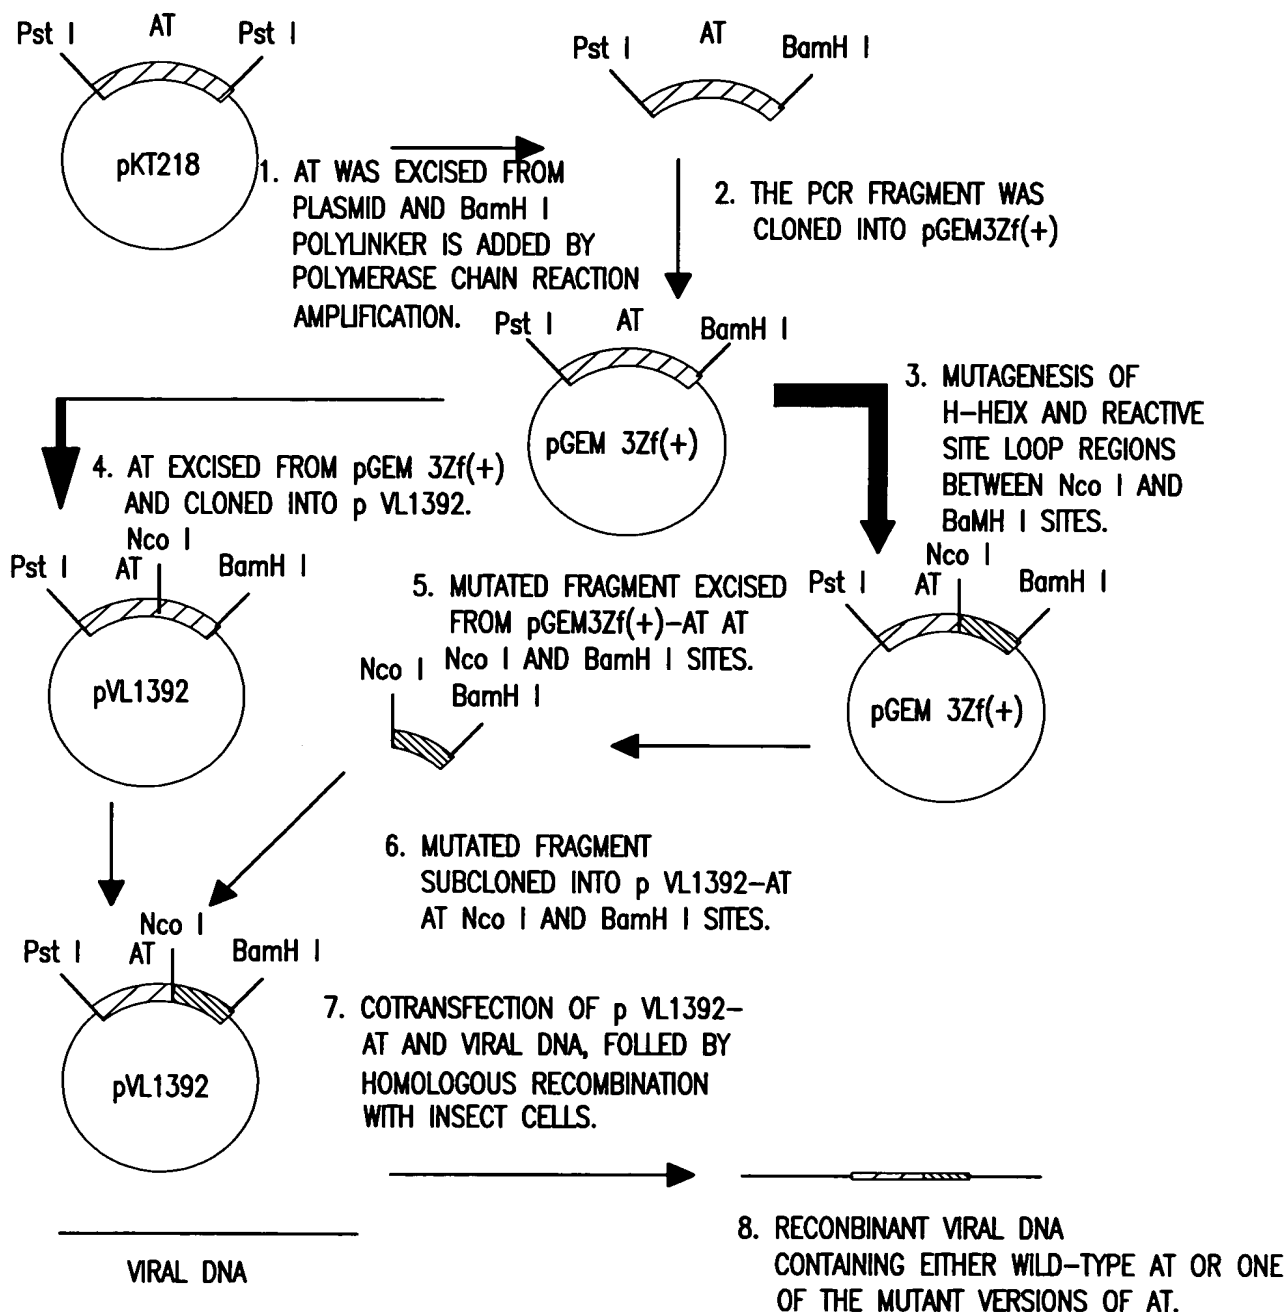 Pst I
AT
Pst I
pKT218
Pst I
AT
BamH I
1. AT WAS EXCISED FROM
PLASMID AND BamH I
POLYLINKER IS ADDED BY
POLYMERASE CHAIN REACTION
AMPLIFICATION.
2. THE PCR FRAGMENT WAS
CLONED INTO pGEM3Zf(+)
Pst I
AT
BamH I
pGEM 3Zf(+)
3. MUTAGENESIS OF
H-HEIX AND REACTIVE
SITE LOOP REGIONS
BETWEEN Nco I AND
BaMH I SITES.
4. AT EXCISED FROM pGEM 3Zf(+)
AND CLONED INTO p VL1392.
Nco I
Pst I
AT
BamH I
pVL1392
Nco I
Pst I
AT
BamH I
pGEM 3Zf(+)
5. MUTATED FRAGMENT EXCISED
FROM pGEM3Zf(+)-AT AT
Nco I AND BamH I SITES.
Nco I
BamH I
6. MUTATED FRAGMENT
SUBCLONED INTO p VL1392-AT
AT Nco I AND BamH I SITES.
Nco I
Pst I
AT
BamH I
pVL1392
7. COTRANSFECTION OF p VL1392-
AT AND VIRAL DNA, FOLLED BY
HOMOLOGOUS RECOMBINATION
WITH INSECT CELLS.
VIRAL DNA
8. RECONBINANT VIRAL DNA
CONTAINING EITHER WILD-TYPE AT OR ONE
OF THE MUTANT VERSIONS OF AT.